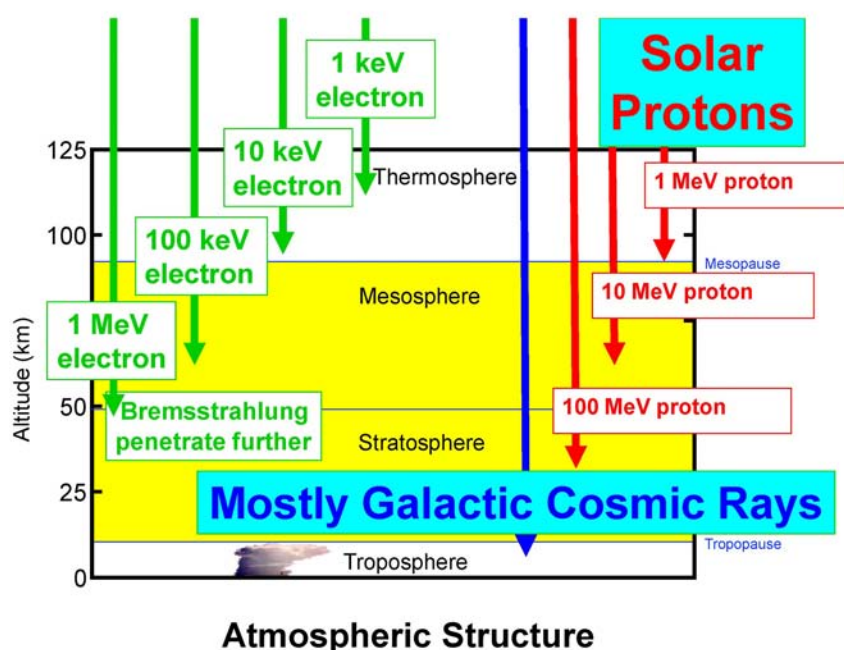 1 keV
electron
Solar
Protons
125
10 keV
electron
Thermosphere
1 MeV proton
100
100 keV
electron
Mesopause
Mesosphere
10 MeV proton
1 MeV
electron
Altitude (km)
50
Bremsstrahlung
penetrate further
100 MeV proton
Stratosphere
25
Mostly Galactic Cosmic Rays
Tropopause
Troposphere
0
Atmospheric Structure